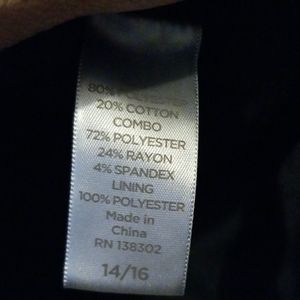 80% POLYESTER
20% COTTON
COMBO
72% POLYESTER
24% RAYON
4% SPANDEX
LINING
100% POLYESTER
Made in
China
RN 138302
14/16